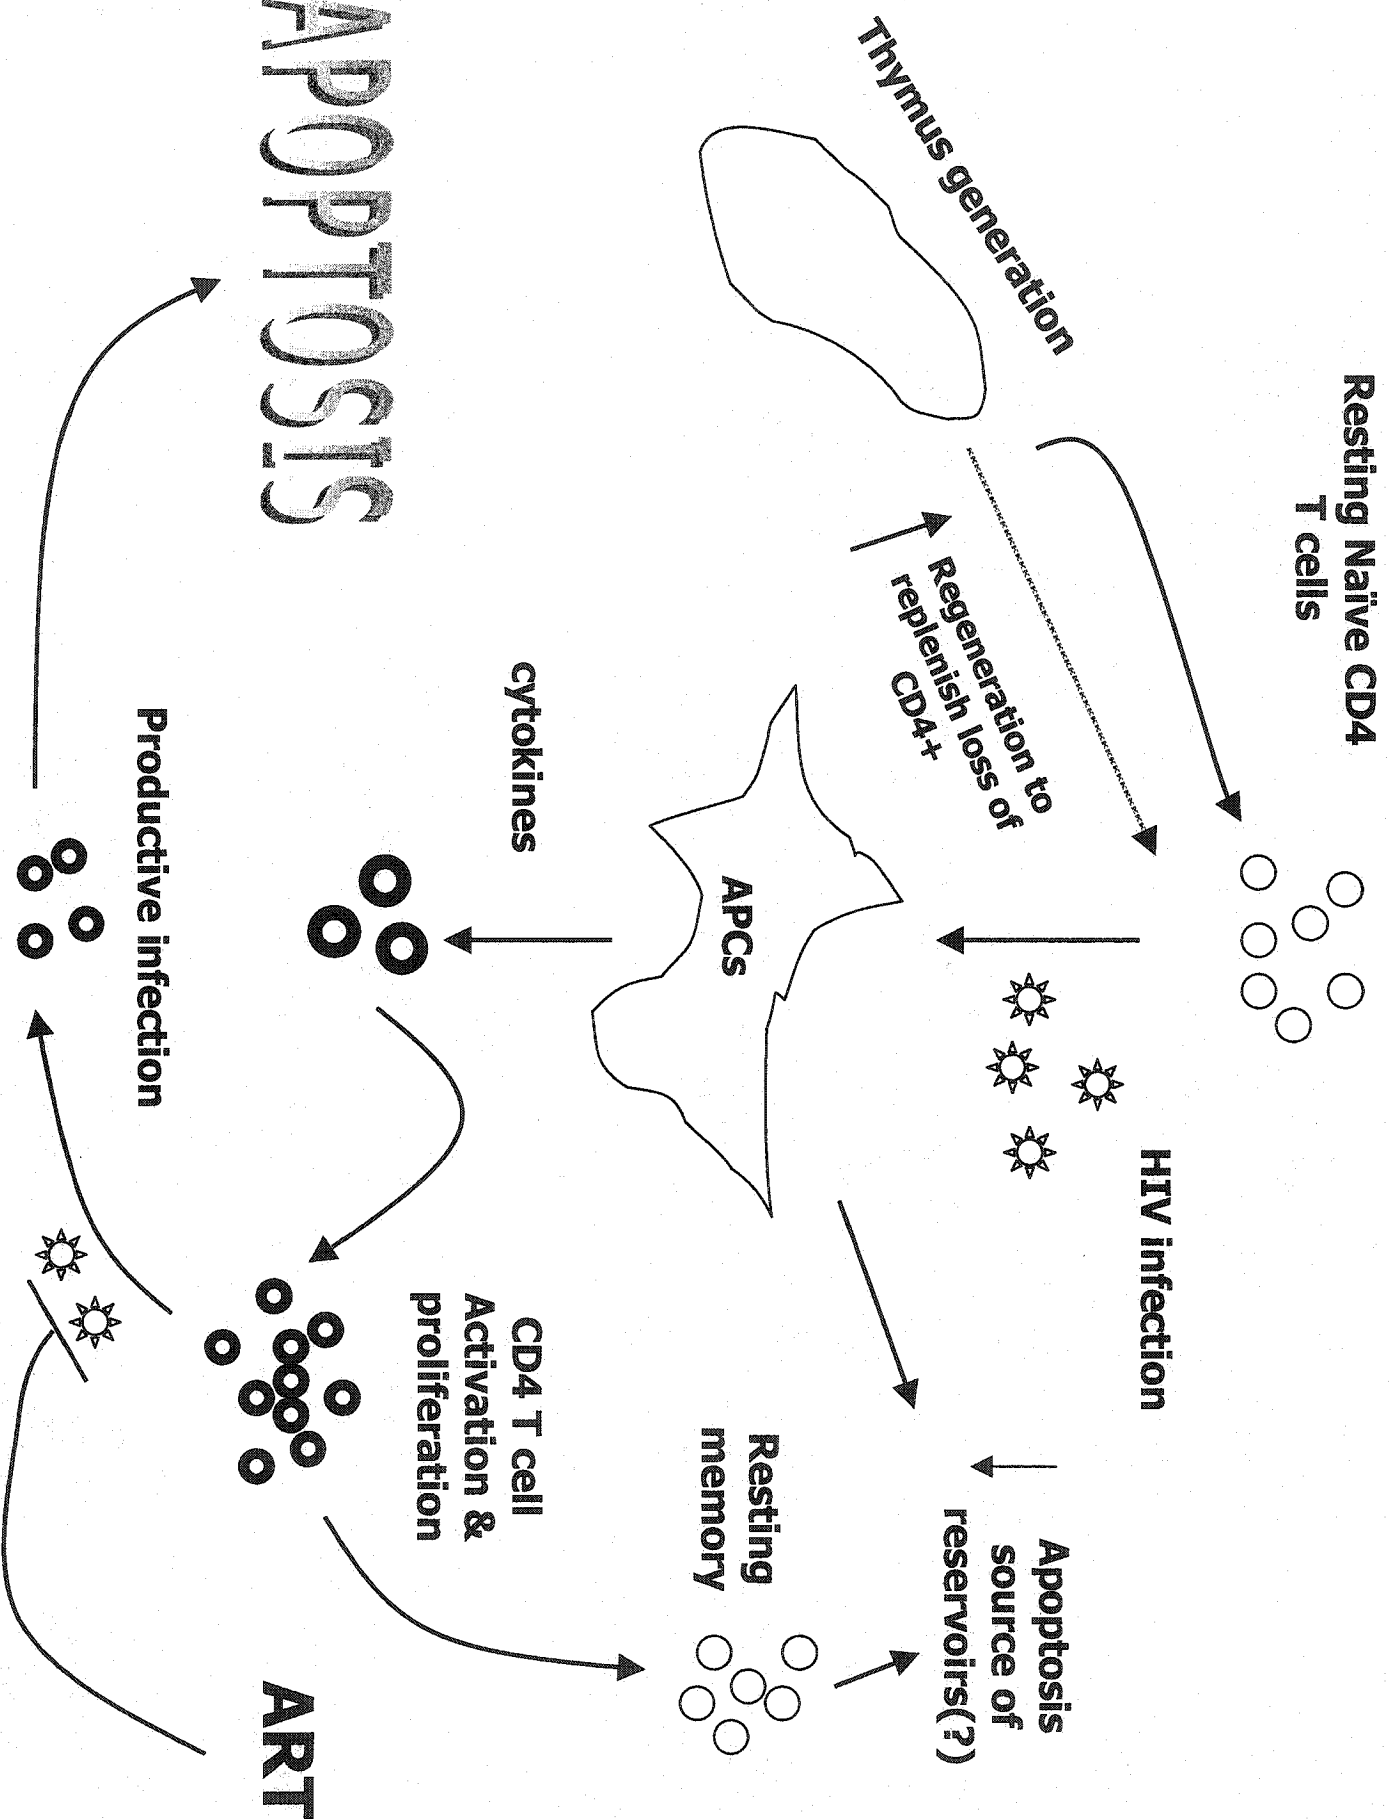 Resting Naïve CD4
T cells
Thymus generation
HIV infection
Regeneration to
replenish loss of
CD4+
Apoptosis
source of
reservoirs(?)
APCs
Resting
memory
cytokines
CD4 T cell
Activation &
proliferation
APOPTOSIS
ART
Productive infection